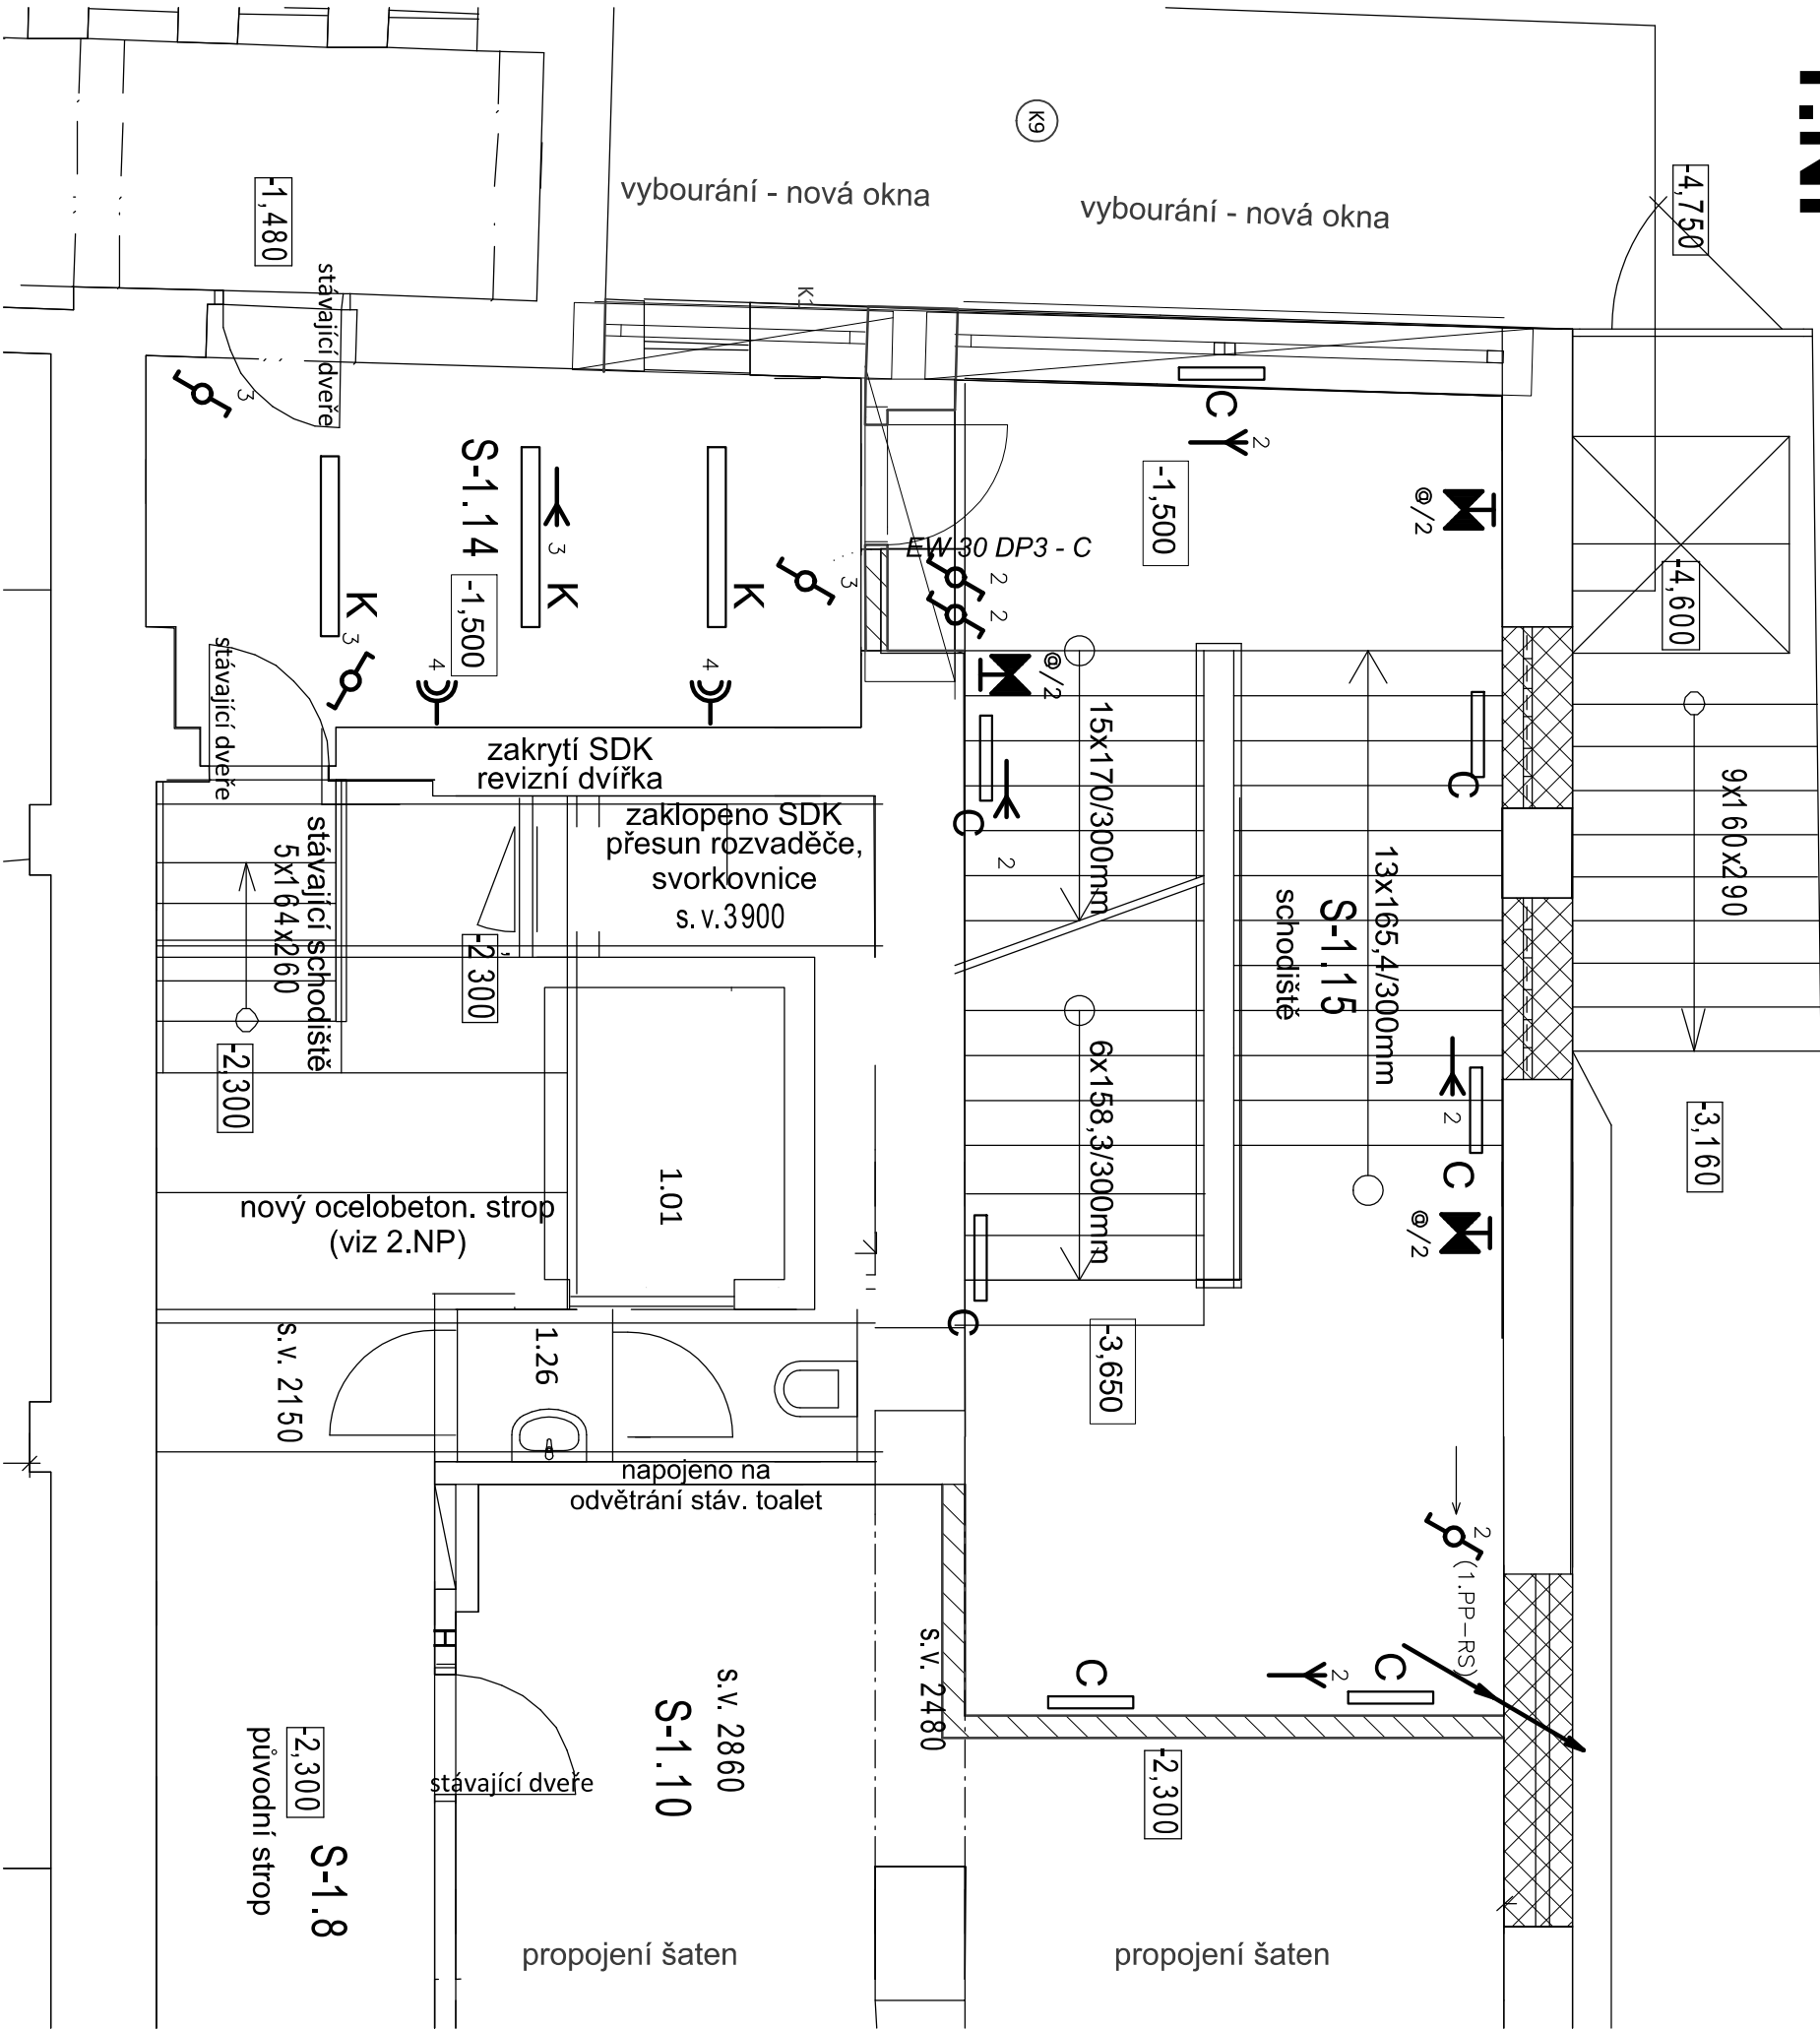 K9
vybourání - nová okna
vybourání - nová okna
-4,750
-1,480
stávající dveře
3
C
2
-1,500
@/2
S-1.14
-1,500
3
K
K
K
3
3
EW 30 DP3 - C
2
2
-4,600
4
4
@/2
stávající dveře
zakrytí SDK
revizní dvířka
zaklopeno SDK
přesun rozvaděče,
svorkovnice
s.v.3900
15x170/300mm
C
2
C
9x160x290
13x165,4/300mm
S-1.15
schodiště
stávající schodiště
5x164x260
-2,300
-2,300
6x158,3/300mm
2
C
@/2
-3,160
1.01
nový ocelobeton. strop
(viz 2.NP)
C
-3,650
s.v. 2150
1.26
napojeno na
odvětrání stáv. toalet
2
(1.PP-RS)
H
s.v. 2480
s.v. 2860
S-1.10
C
2
C
stávající dveře
-2,300
-2,300
původní strop
S-1.8
propojení šaten
propojení šaten